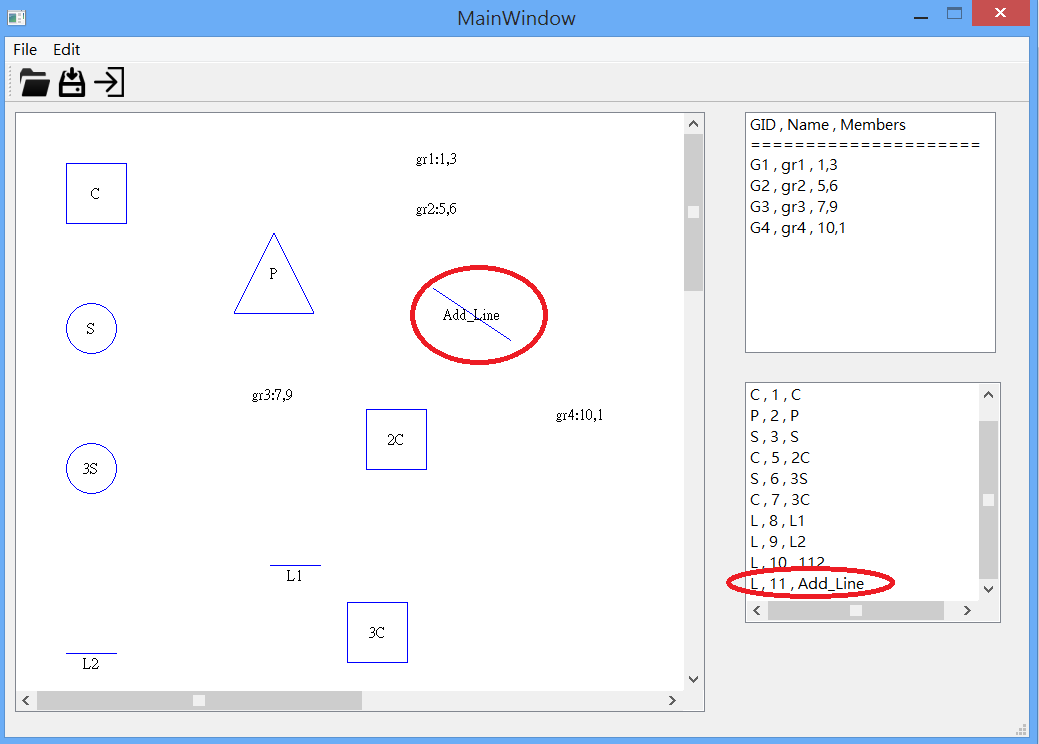 MainWindow
File Edit
C
gr1:1,3
gr2:5,6
P
Add_Line
S
gr3:7,9
gr4:10,1
2C
3S
L1
3C
L2
GID , Name , Members
=====================
G1 , gr1 , 1,3
G2 , gr2 , 5,6
G3 , gr3 , 7,9
G4 , gr4 , 10,1
C , 1 , C
P , 2 , P
S , 3 , S
C , 5 , 2C
S , 6 , 3S
C , 7 , 3C
L , 8 , L1
L , 9 , L2
L , 10 , 112
L , 11 , Add_Line